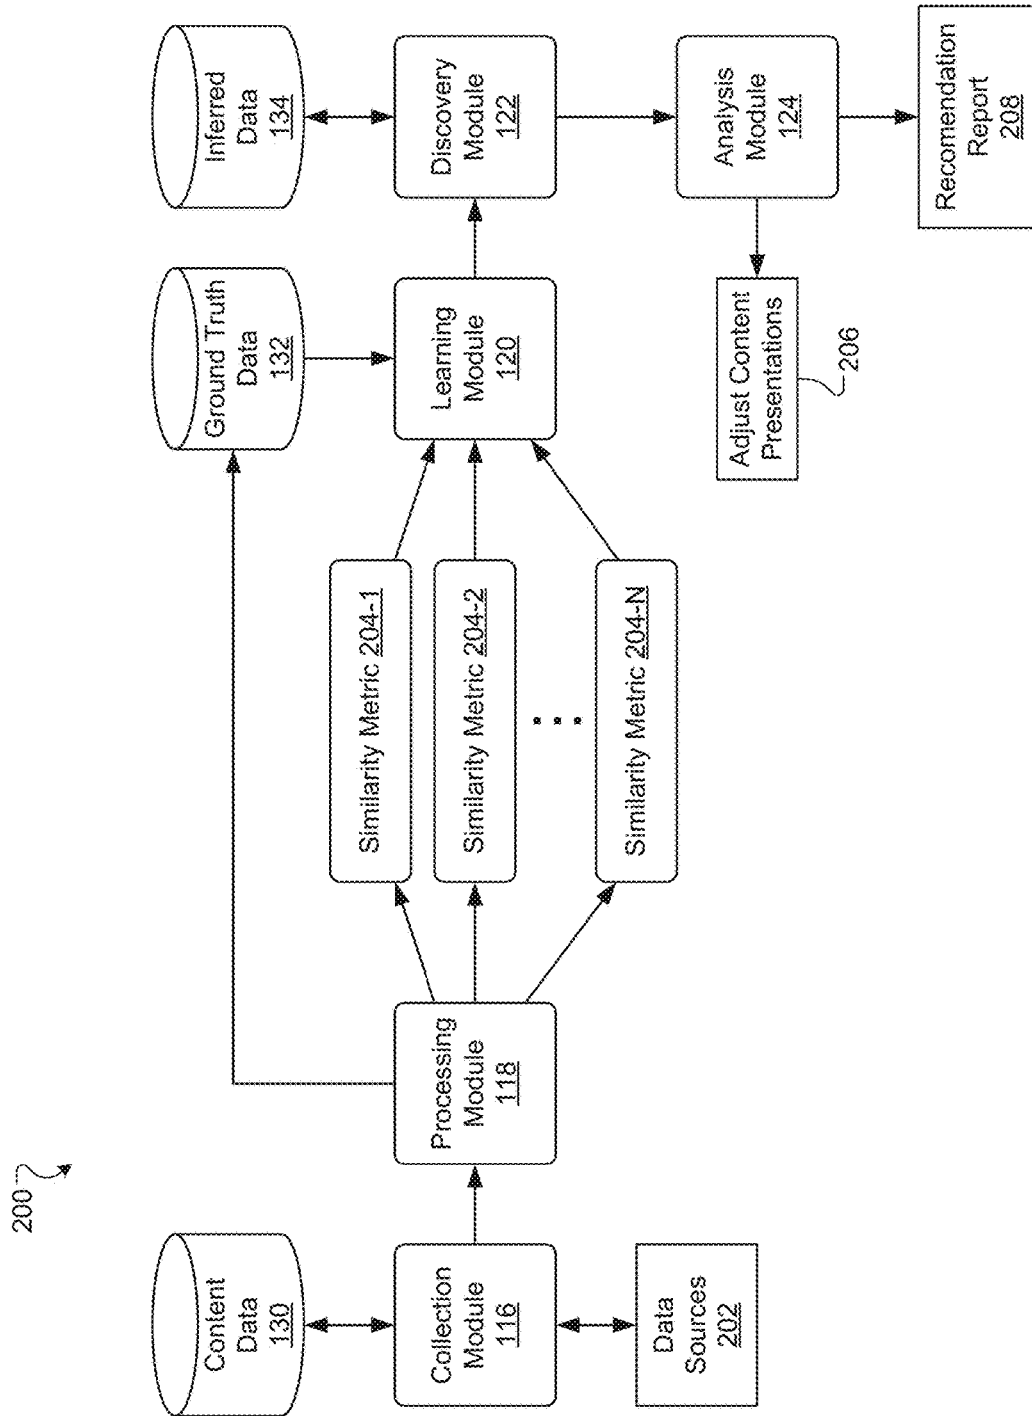 200
Content
Data
130
Ground Truth
Data
132
Inferred
Data
134
Collection
Module
116
Processing
Module
118
Similarity Metric 204-1
Similarity Metric 204-2
Similarity Metric 204-N
Learning
Module
120
Discovery
Module
122
Data
Sources
202
Adjust Content
Presentations
206
Analysis
Module
124
Recomendation
Report
208